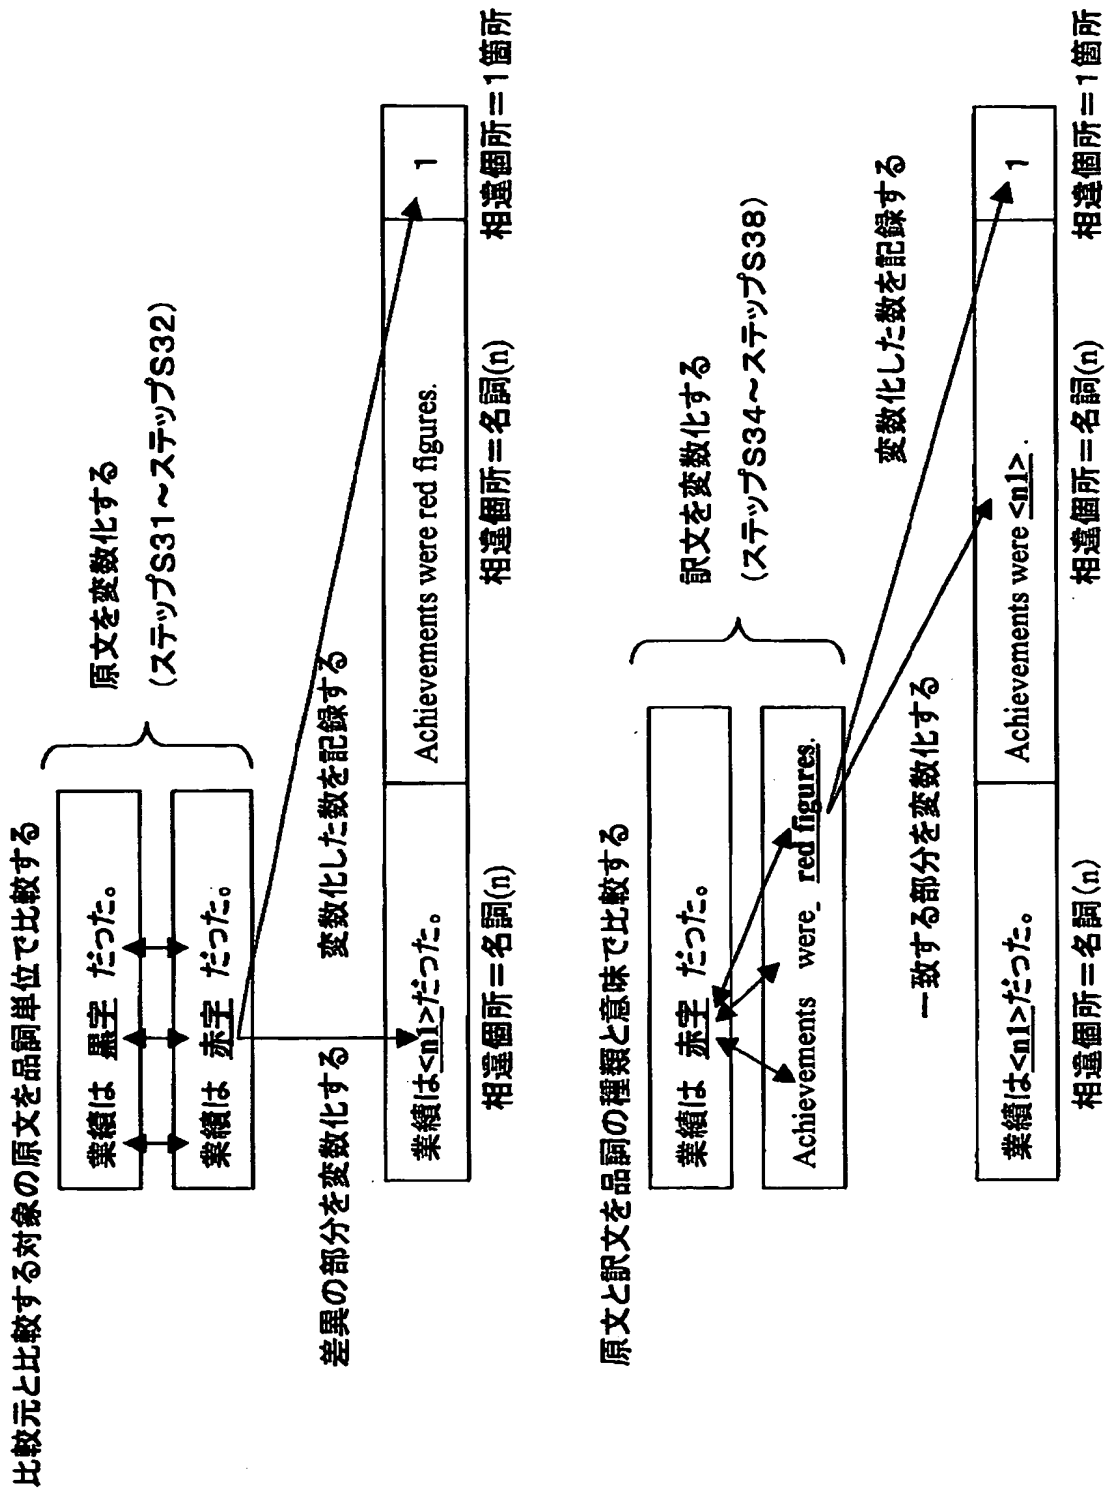 比較元と比較する対象の原文を品詞単位で比較する
業績は 黒字 だった。
業績は 赤字 だった。
原文を変数化する
(ステップS31～ステップS32)
差異の部分を変数化する
変数化した数を記録する
業績は<n1>だった。 Achievements were red figures. 1
相違個所＝名詞(n) 相違個所＝名詞(n) 相違個所＝1箇所
原文と訳文を品詞の種類と意味で比較する
業績は 赤字 だった。
Achievements were red figures.
訳文を変数化する
(ステップS34～ステップS38)
一致する部分を変数化する
変数化した数を記録する
業績は<n1>だった。 Achievements were <n1>. 1
相違個所＝名詞(n) 相違個所＝名詞(n) 相違個所＝1箇所